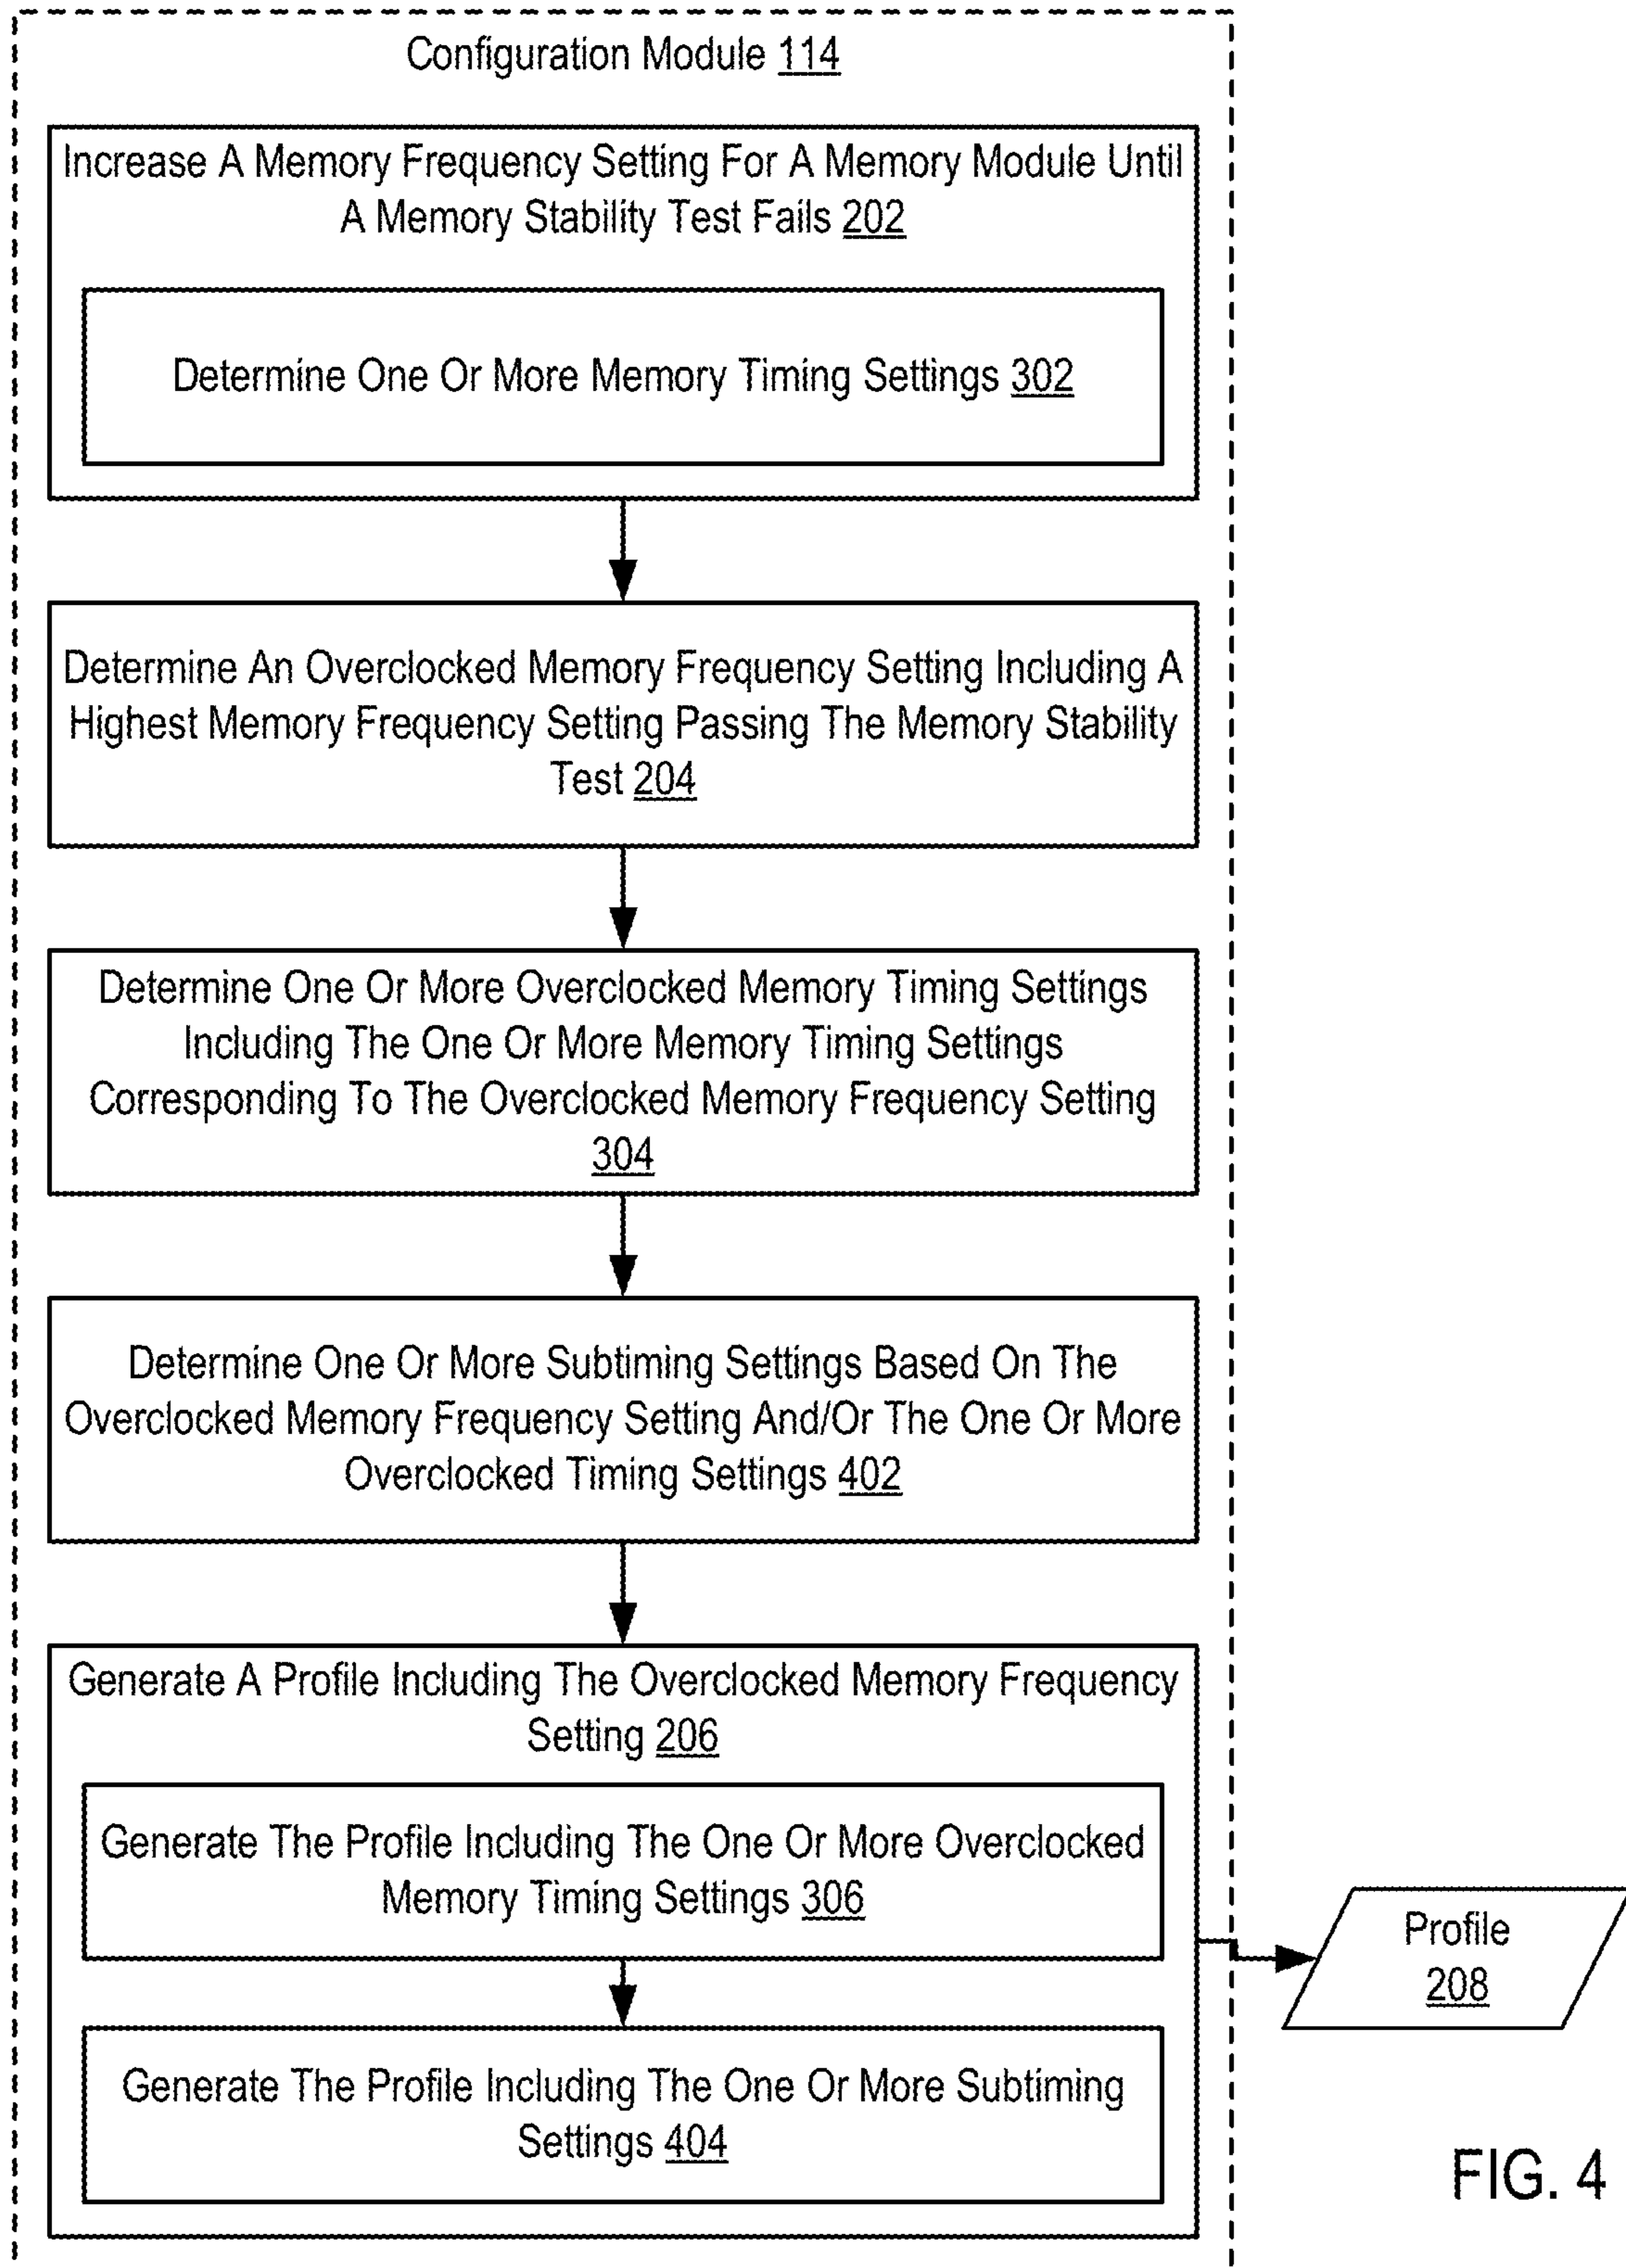 Configuration Module 114
Increase A Memory Frequency Setting For A Memory Module Until
A Memory Stability Test Fails 202
Determine One Or More Memory Timing Settings 302
Determine An Overclocked Memory Frequency Setting Including A
Highest Memory Frequency Setting Passing The Memory Stability
Test 204
Determine One Or More Overclocked Memory Timing Settings
Including The One Or More Memory Timing Settings
Corresponding To The Overclocked Memory Frequency Setting
304
Determine One Or More Subtiming Settings Based On The
Overclocked Memory Frequency Setting And/Or The One Or More
Overclocked Timing Settings 402
Generate A Profile Including The Overclocked Memory Frequency
Setting 206
Generate The Profile Including The One Or More Overclocked
Memory Timing Settings 306
Profile
208
Generate The Profile Including The One Or More Subtiming
Settings 404
FIG. 4